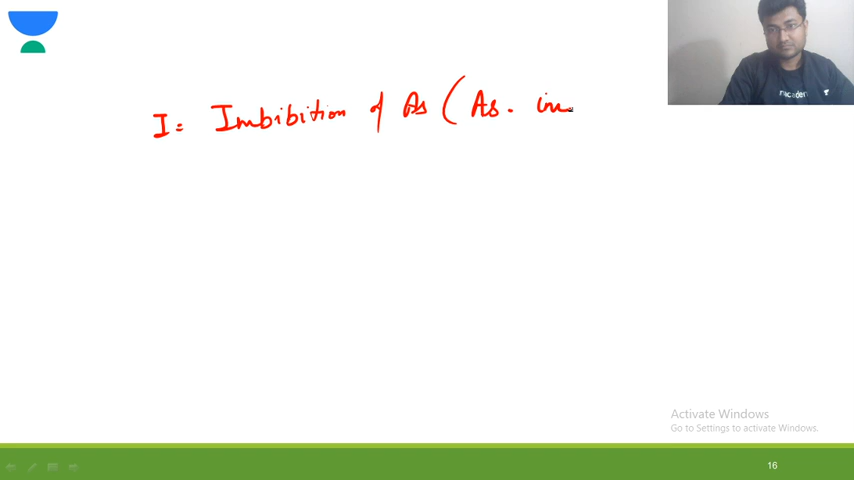 I = Imbibition of As (As. in
Activate Windows
Go to Settings to activate Windows.
16